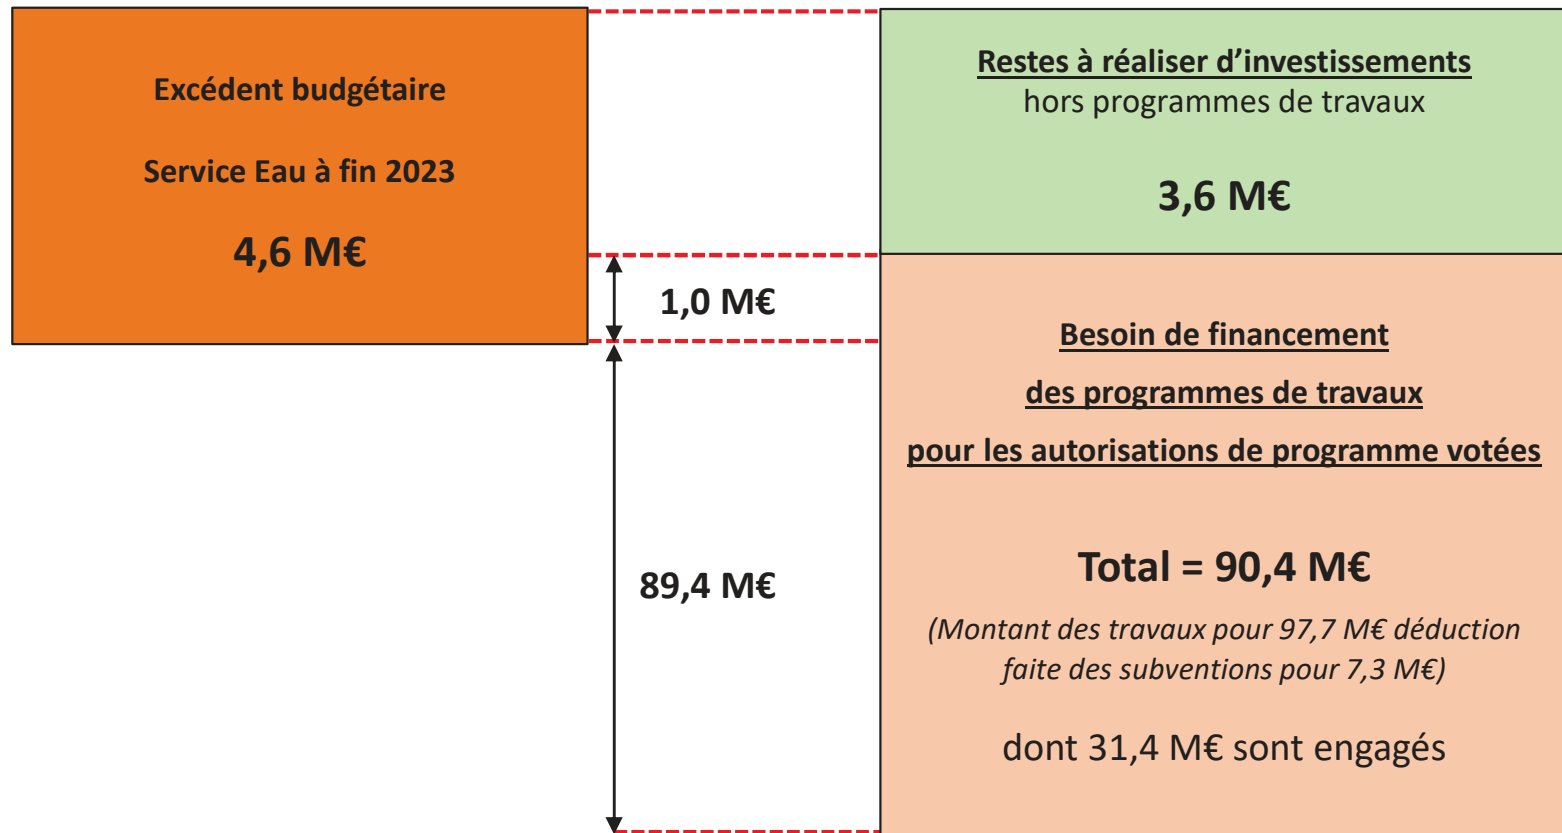 Excédent budgétaire
Service Eau à fin 2023
4,6 M€
1,0 M€
89,4 M€
Restes à réaliser d’investissements
hors programmes de travaux
3,6 M€
Besoin de financement
des programmes de travaux
pour les autorisations de programme votées
Total = 90,4 M€
(Montant des travaux pour 97,7 M€ déduction
faite des subventions pour 7,3 M€)
dont 31,4 M€ sont engagés